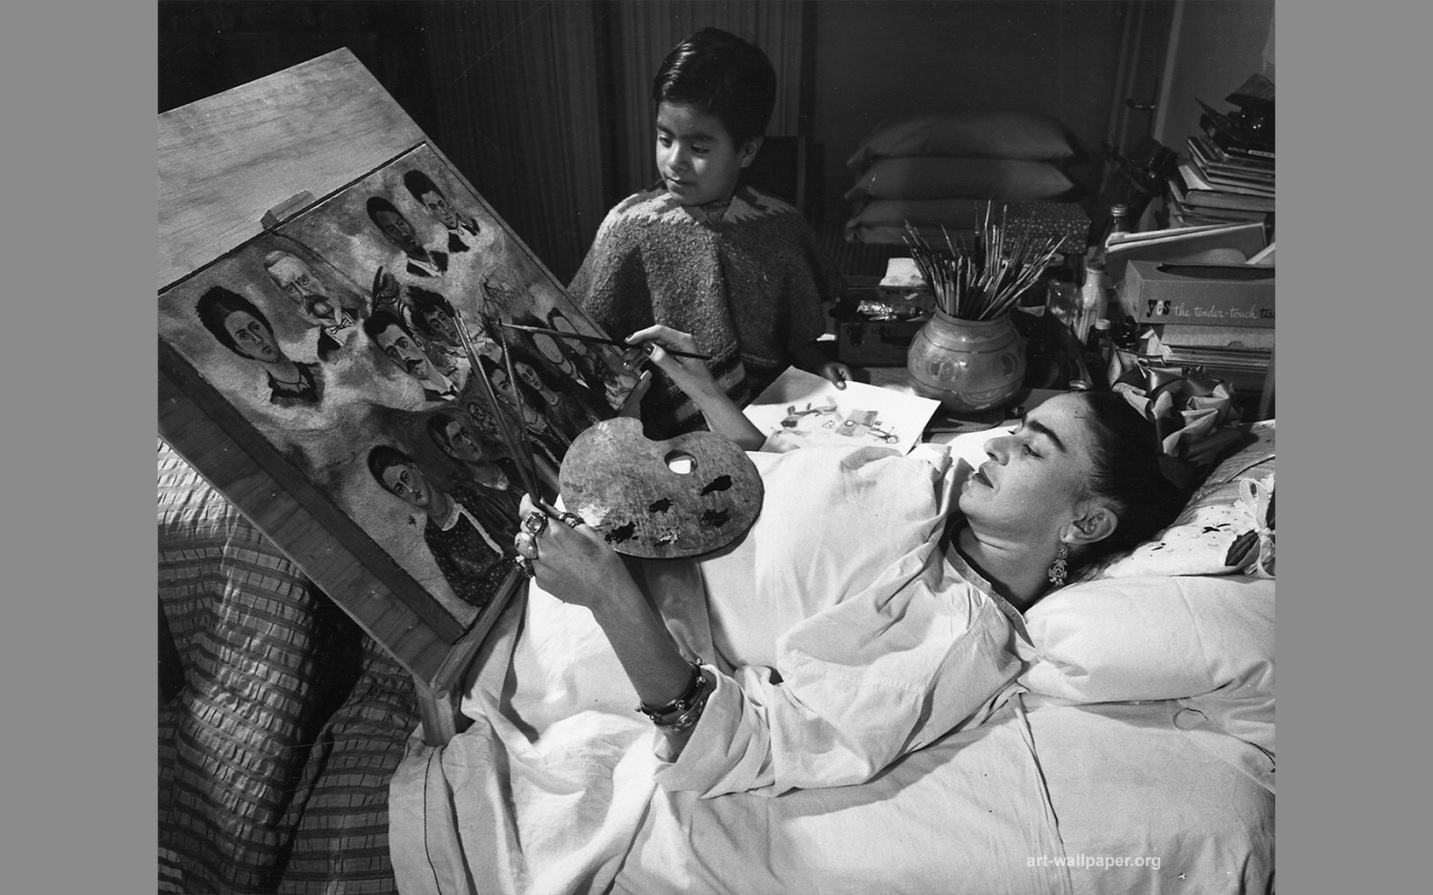 yes the tender-touch
art-wallpaper.org